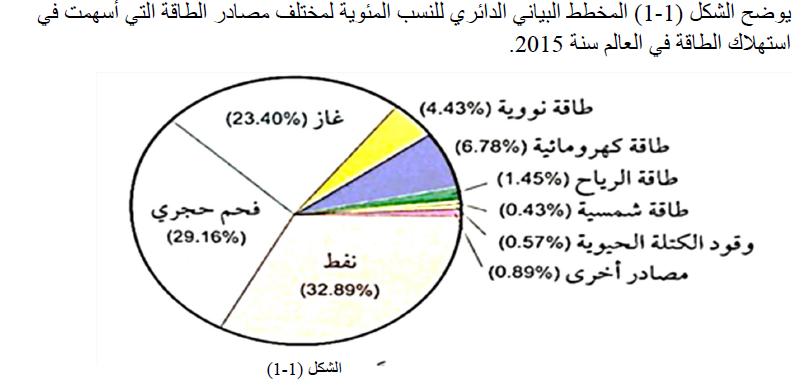 يوضح الشكل (1-1) المخطط البياني الدائري للنسب المئوية لمختلف مصادر الطاقة التي أسهمت في
استهلاك الطاقة في العالم سنة 2015.
طاقة نووية (4.43%)
غاز (23.40%)
طاقة كهرومائية (6.78%)
طاقة الرياح (1.45%)
طاقة شمسية (0.43%)
وقود الكتلة الحيوية (0.57%)
مصادر أخرى (0.89%)
فحم حجري
(29.16%)
نفط
(32.89%)
الشكل (1-1)